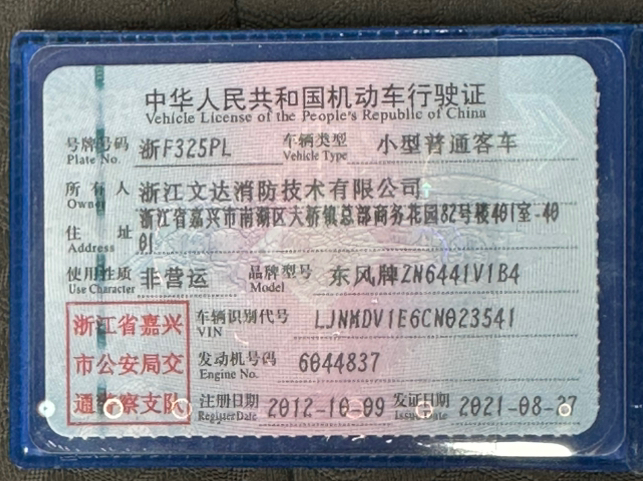 中华人民共和国机动车行驶证
Vehicle License of the People's Republic of China
号牌号码 浙F325PL 车辆类型 小型普通客车
Plate No. Vehicle Type
所有人 浙江文达消防技术有限公司
Owner
浙江省嘉兴市南湖区大桥镇总部商务花园82号楼401室-40
住址 01
Address
使用性质 非营运 品牌型号 东风牌ZN6441V1B4
Use Character Model
浙江省嘉兴 车辆识别代号 LJNMDV1E6CN023541
VIN
市公安局交 发动机号码 6044837
Engine No.
通警察支队 注册日期 2012-10-09 发证日期 2021-08-27
Register Date Issue Date